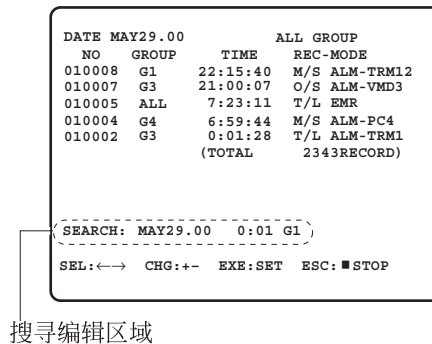 DATE MAY29.00 ALL GROUP
NO GROUP TIME REC-MODE
010008 G1 22:15:40 M/S ALM-TRM12
010007 G3 21:00:07 O/S ALM-VMD3
010005 ALL 7:23:11 T/L EMR
010004 G4 6:59:44 M/S ALM-PC4
010002 G3 0:01:28 T/L ALM-TRM1
(TOTAL 2343RECORD)
SEARCH: MAY29.00 0:01 G1
SEL:←→ CHG:+- EXE:SET ESC:■STOP
搜寻编辑区域